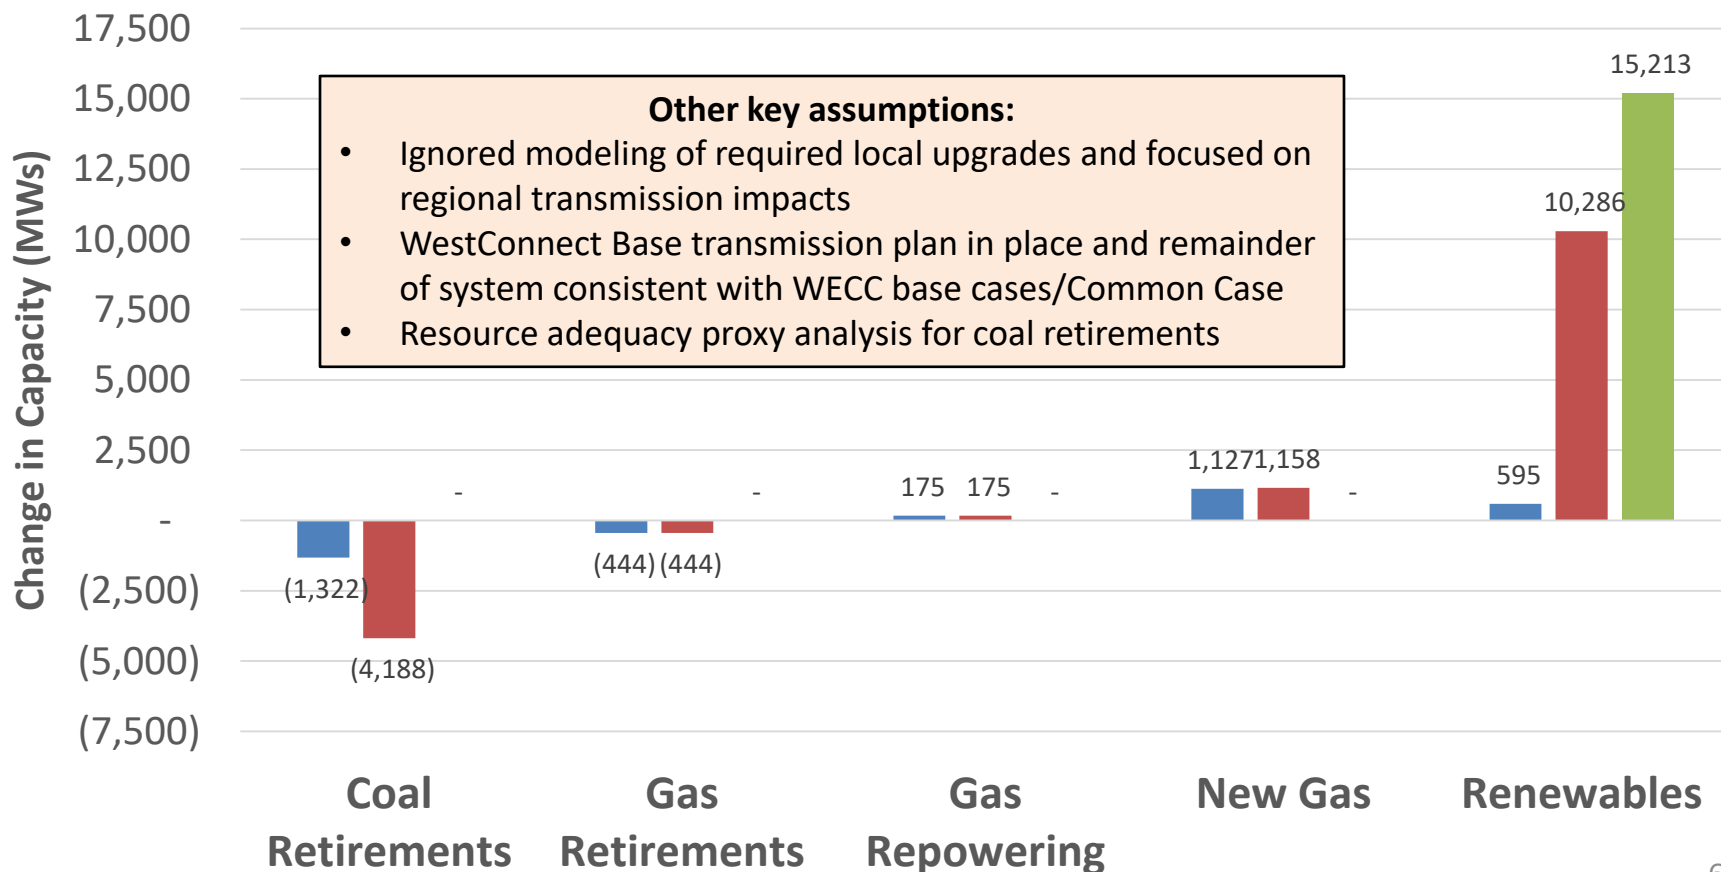 17,500
15,000
12,500
10,000
7,500
5,000
2,500
-
(2,500)
(5,000)
(7,500)
Change in Capacity (MWs)
Other key assumptions:
• Ignored modeling of required local upgrades and focused on
regional transmission impacts
• WestConnect Base transmission plan in place and remainder
of system consistent with WECC base cases/Common Case
• Resource adequacy proxy analysis for coal retirements
(1,322)
(4,188)
-
(444) (444)
-
175 175 -
1,127 1,158 -
595
10,286
15,213
Coal
Retirements
Gas
Retirements
Gas
Repowering
New Gas
Renewables